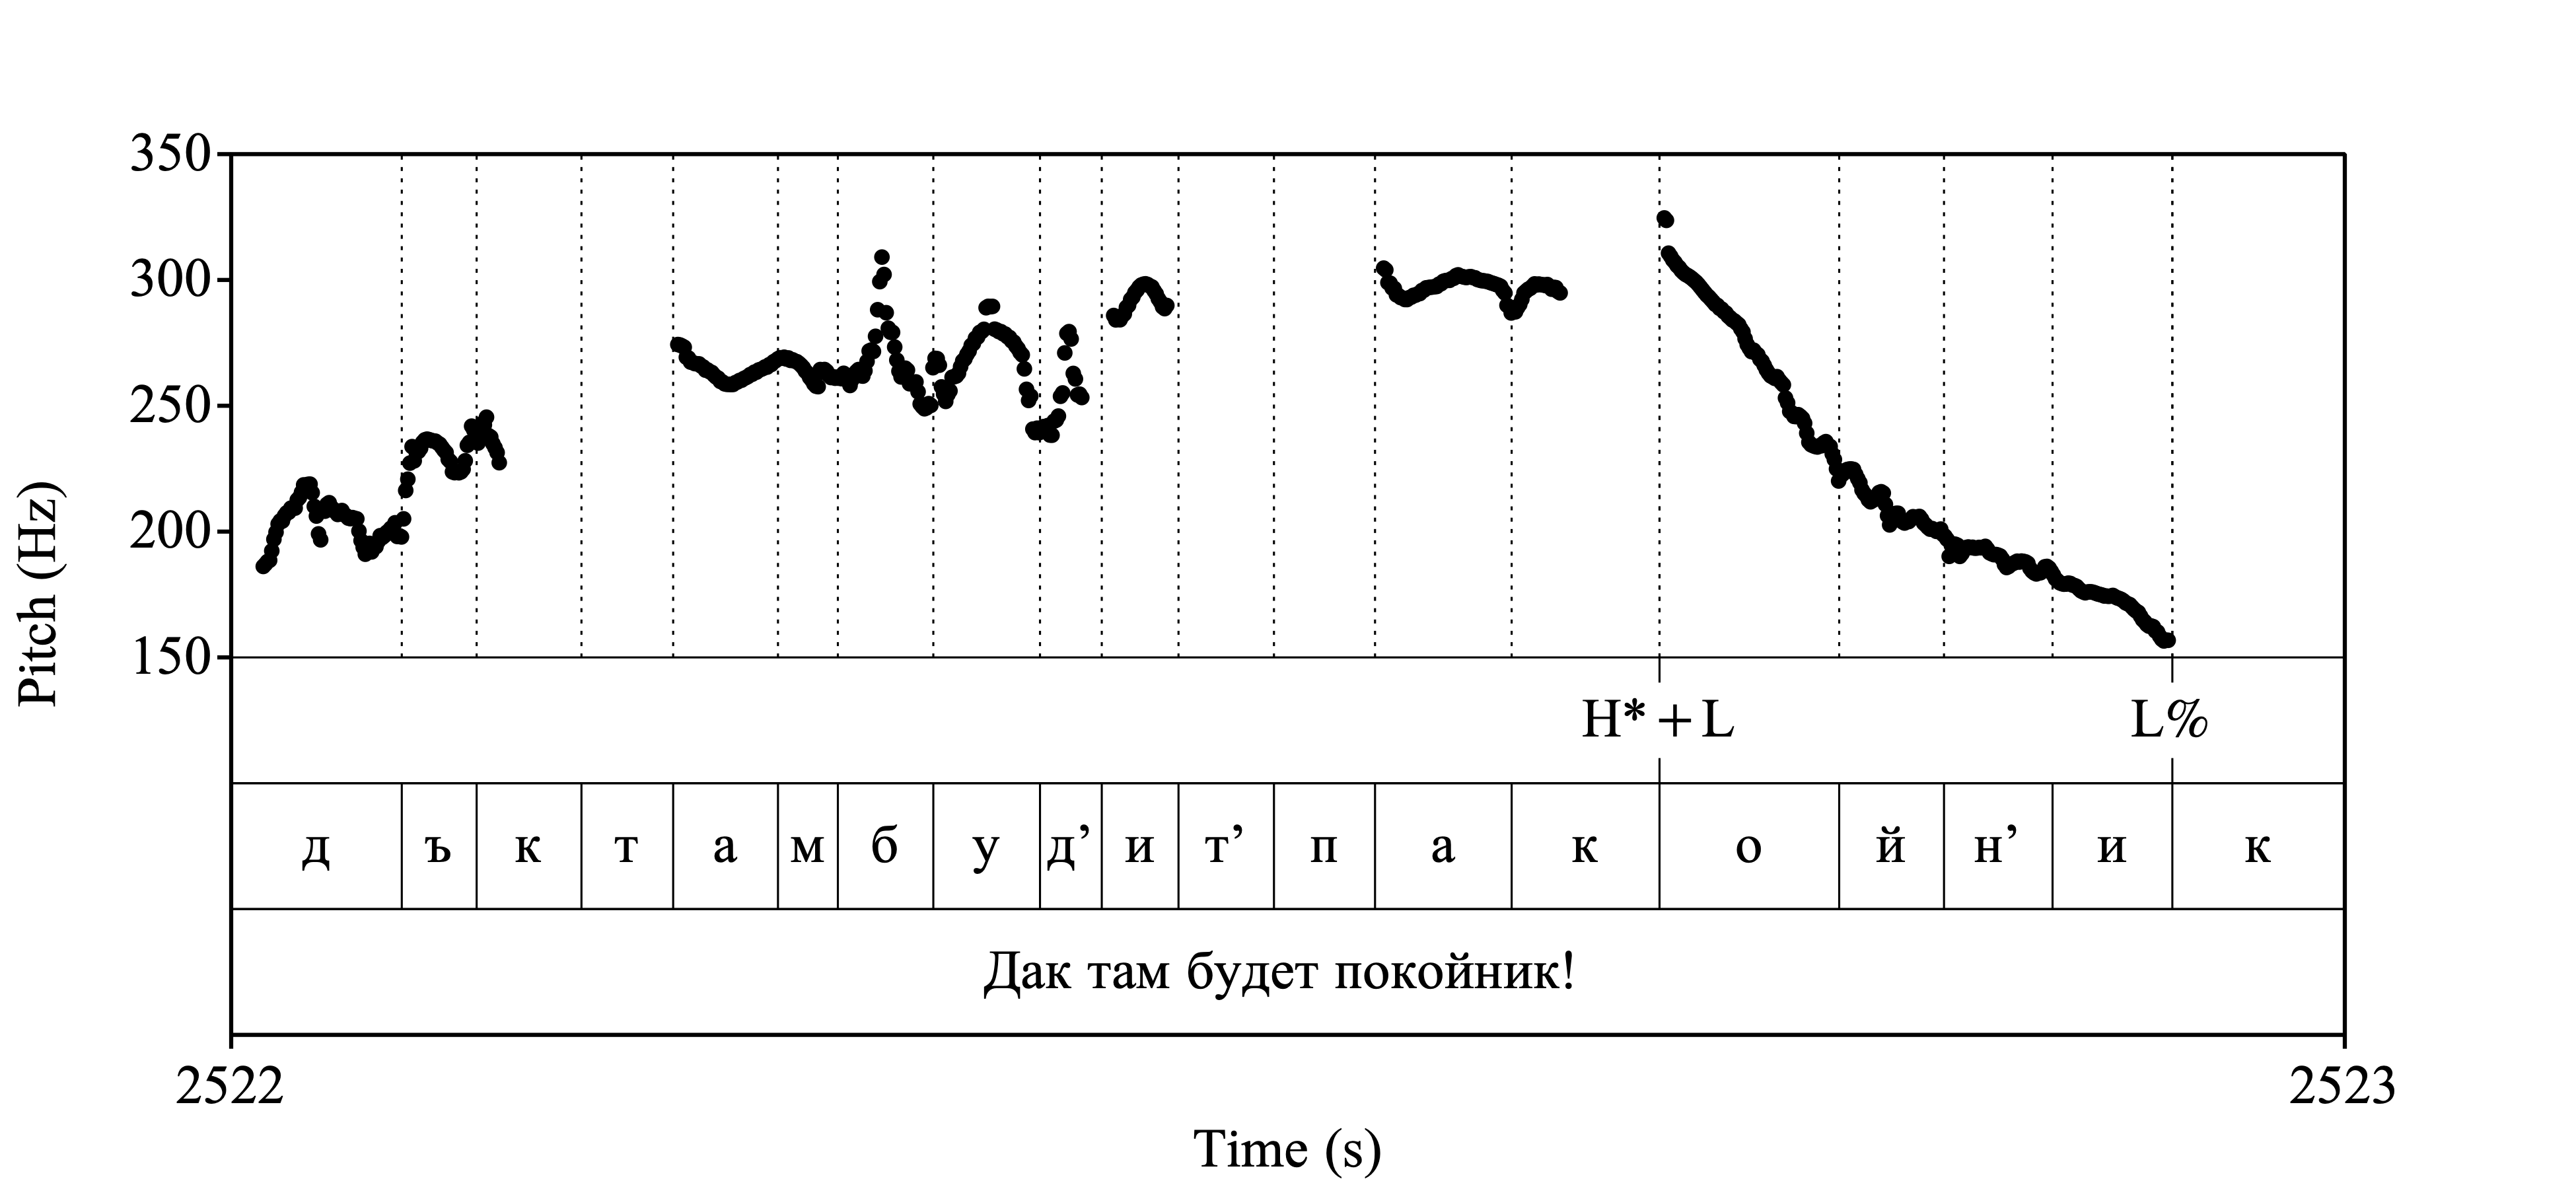 350
300
250
200
150
Pitch (Hz)
H* + L L%
д ъ к т а м б у д’ и т’ п а к о й н’ и к
Дак там будет покойник!
2522 2523
Time (s)